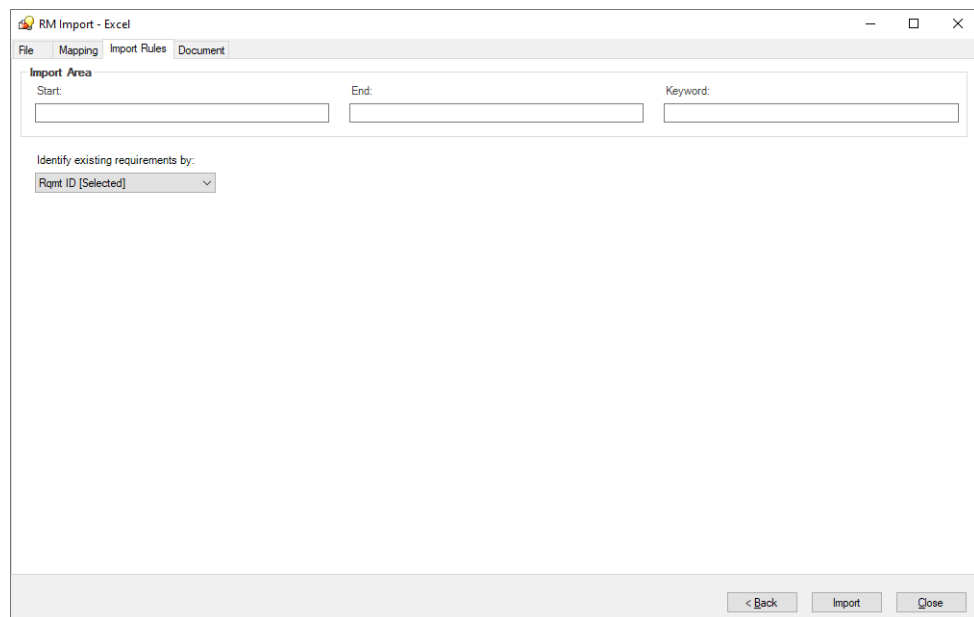 RM Import - Excel
File Mapping Import Rules Document
Import Area
Start: End: Keyword:
Identify existing requirements by:
Rqmt ID [Selected]
< Back Import Close